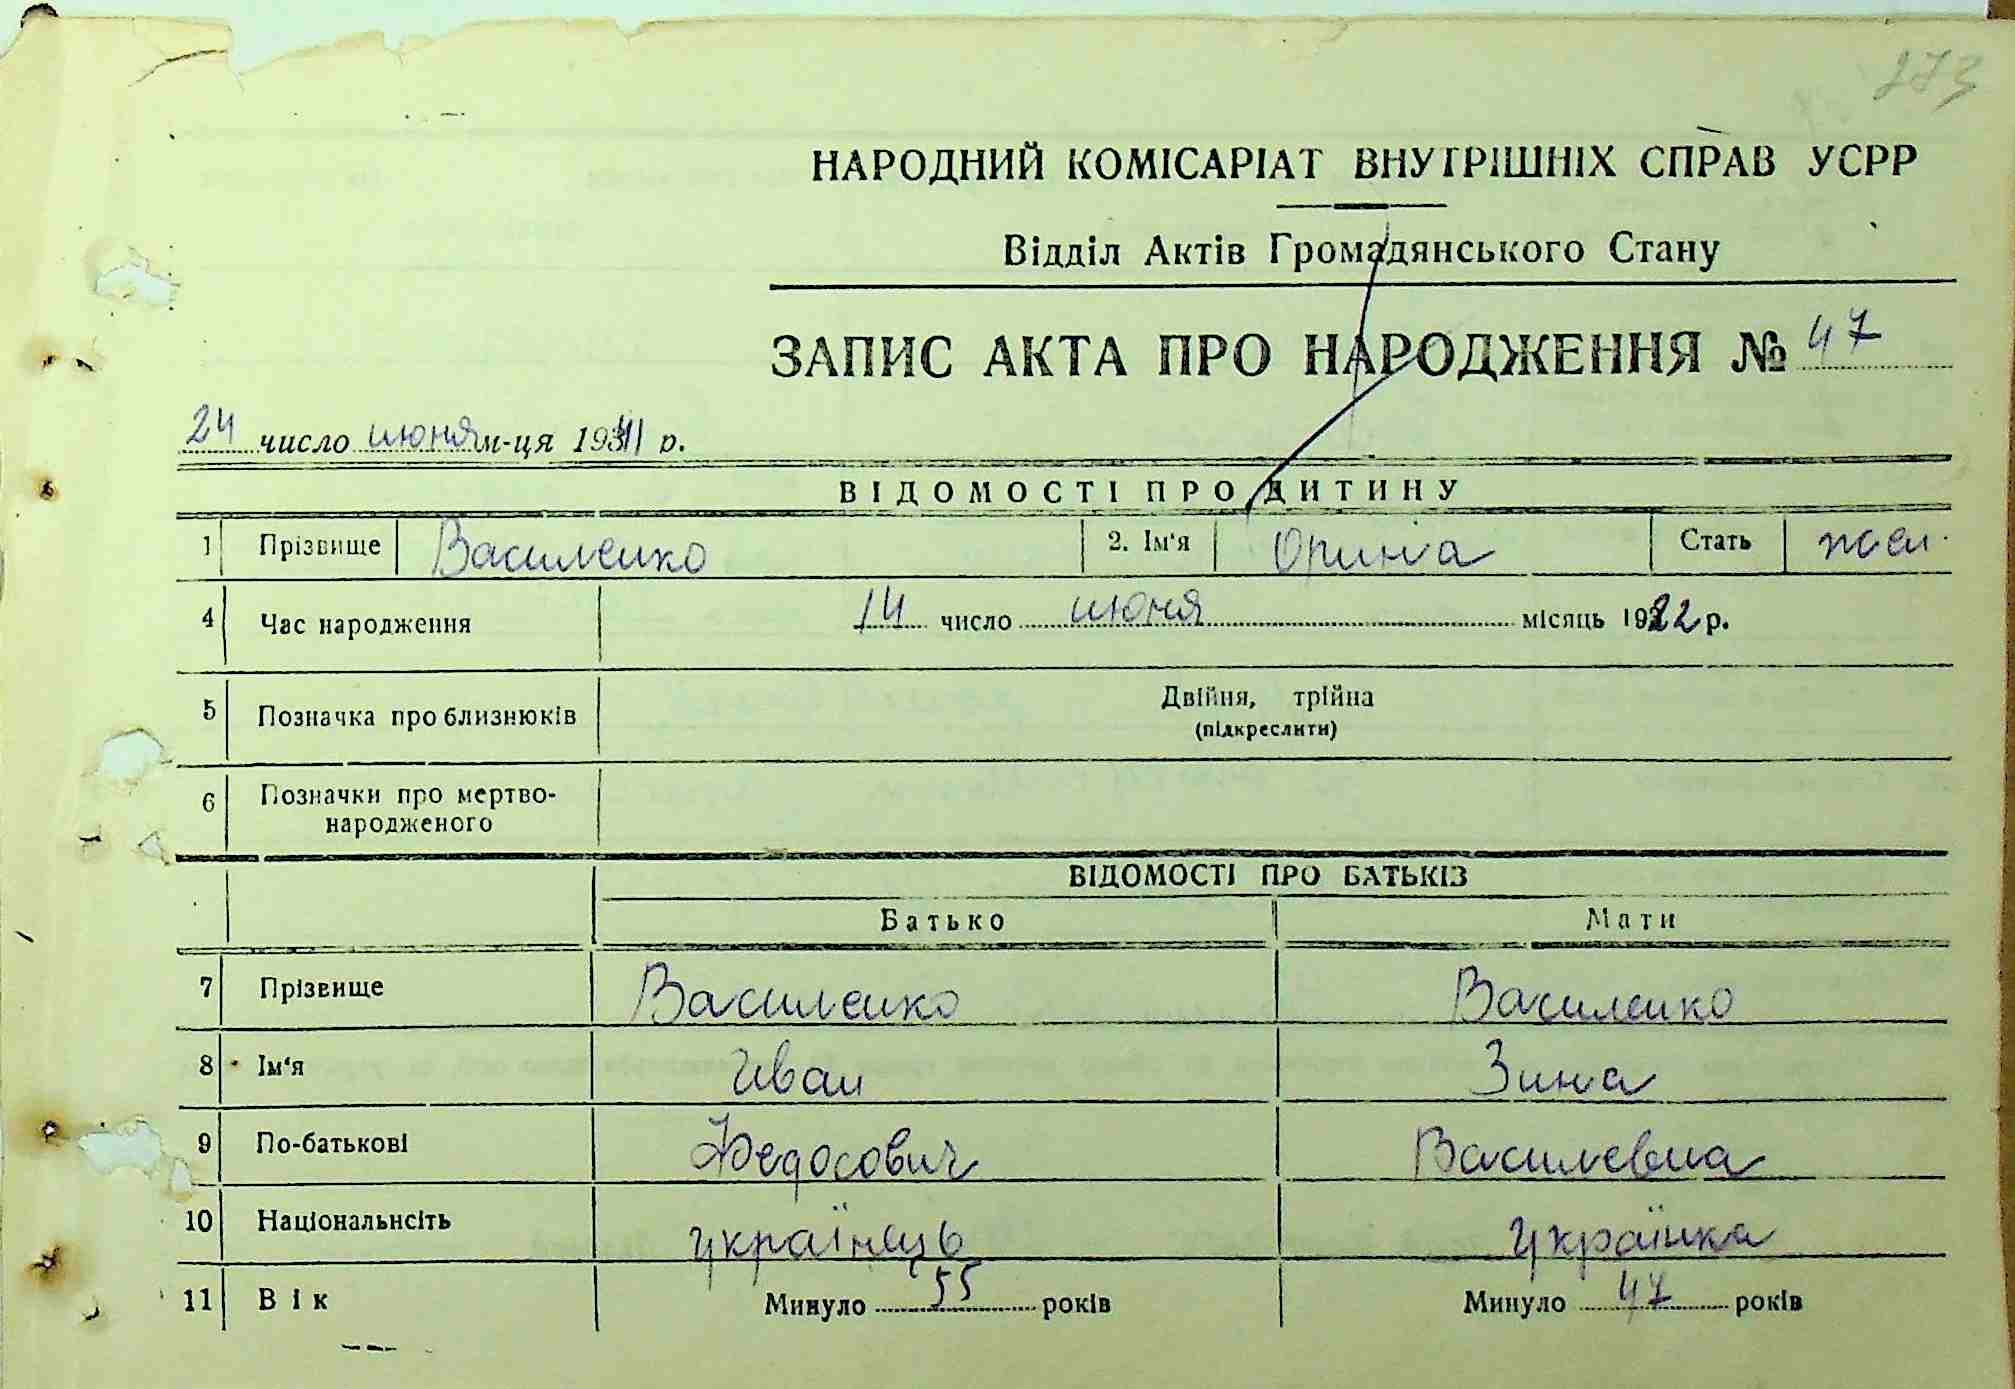 273
НАРОДНИЙ КОМІСАРІАТ ВНУТРІШНІХ СПРАВ УСРР
Відділ Актів Громадянського Стану
ЗАПИС АКТА ПРО НАРОДЖЕННЯ № 47
24 число июня м-ця 1941 р.
ВІДОМОСТІ ПРО ДИТИНУ
1 Прізвище Василенко 2. Ім'я Орина Стать жен.
4 Час народження 14 число июня місяць 1922 р.
5 Позначка про близнюків Двійня, трійна
(підкреслити)
6 Позначки про мертво-
народженого
ВІДОМОСТІ ПРО БАТЬКІЗ
Батько Мати
7 Прізвище Василенко Василенко
8 Ім'я Иван Зина
9 По-батькові Федосович Василевна
10 Національнсіть українець українка
11 Вік Минуло 55 років Минуло 47 років